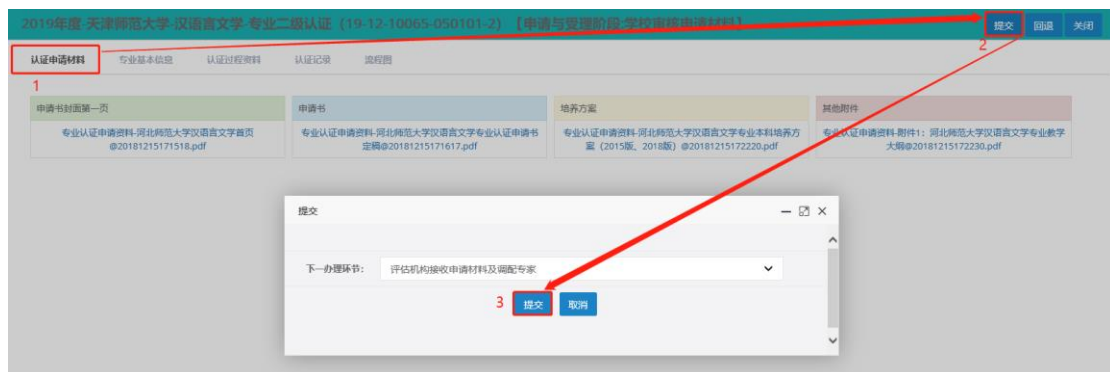 2019年度-天津师范大学-汉语言文学-专业二级认证（19-12-10065-050101-2）【申请与受理阶段:学校审核申请材料】
提交 回退 关闭
2
认证申请材料 专业基本信息 认证过程资料 认证记录 流程图
1
申请书封面第一页 申请书 培养方案 其他附件
专业认证申请资料-河北师范大学汉语言文学首页 专业认证申请资料-河北师范大学汉语言文学专业认证申请书 专业认证申请资料-河北师范大学汉语言文学专业本科培养方 专业认证申请资料-附件1：河北师范大学汉语言文学专业教学
@20181215171518.pdf 定稿@20181215171617.pdf 案（2015版、2018版）@20181215172220.pdf 大纲@20181215172230.pdf
提交
下一办理环节： 评估机构接收申请材料及调配专家
3 提交 取消